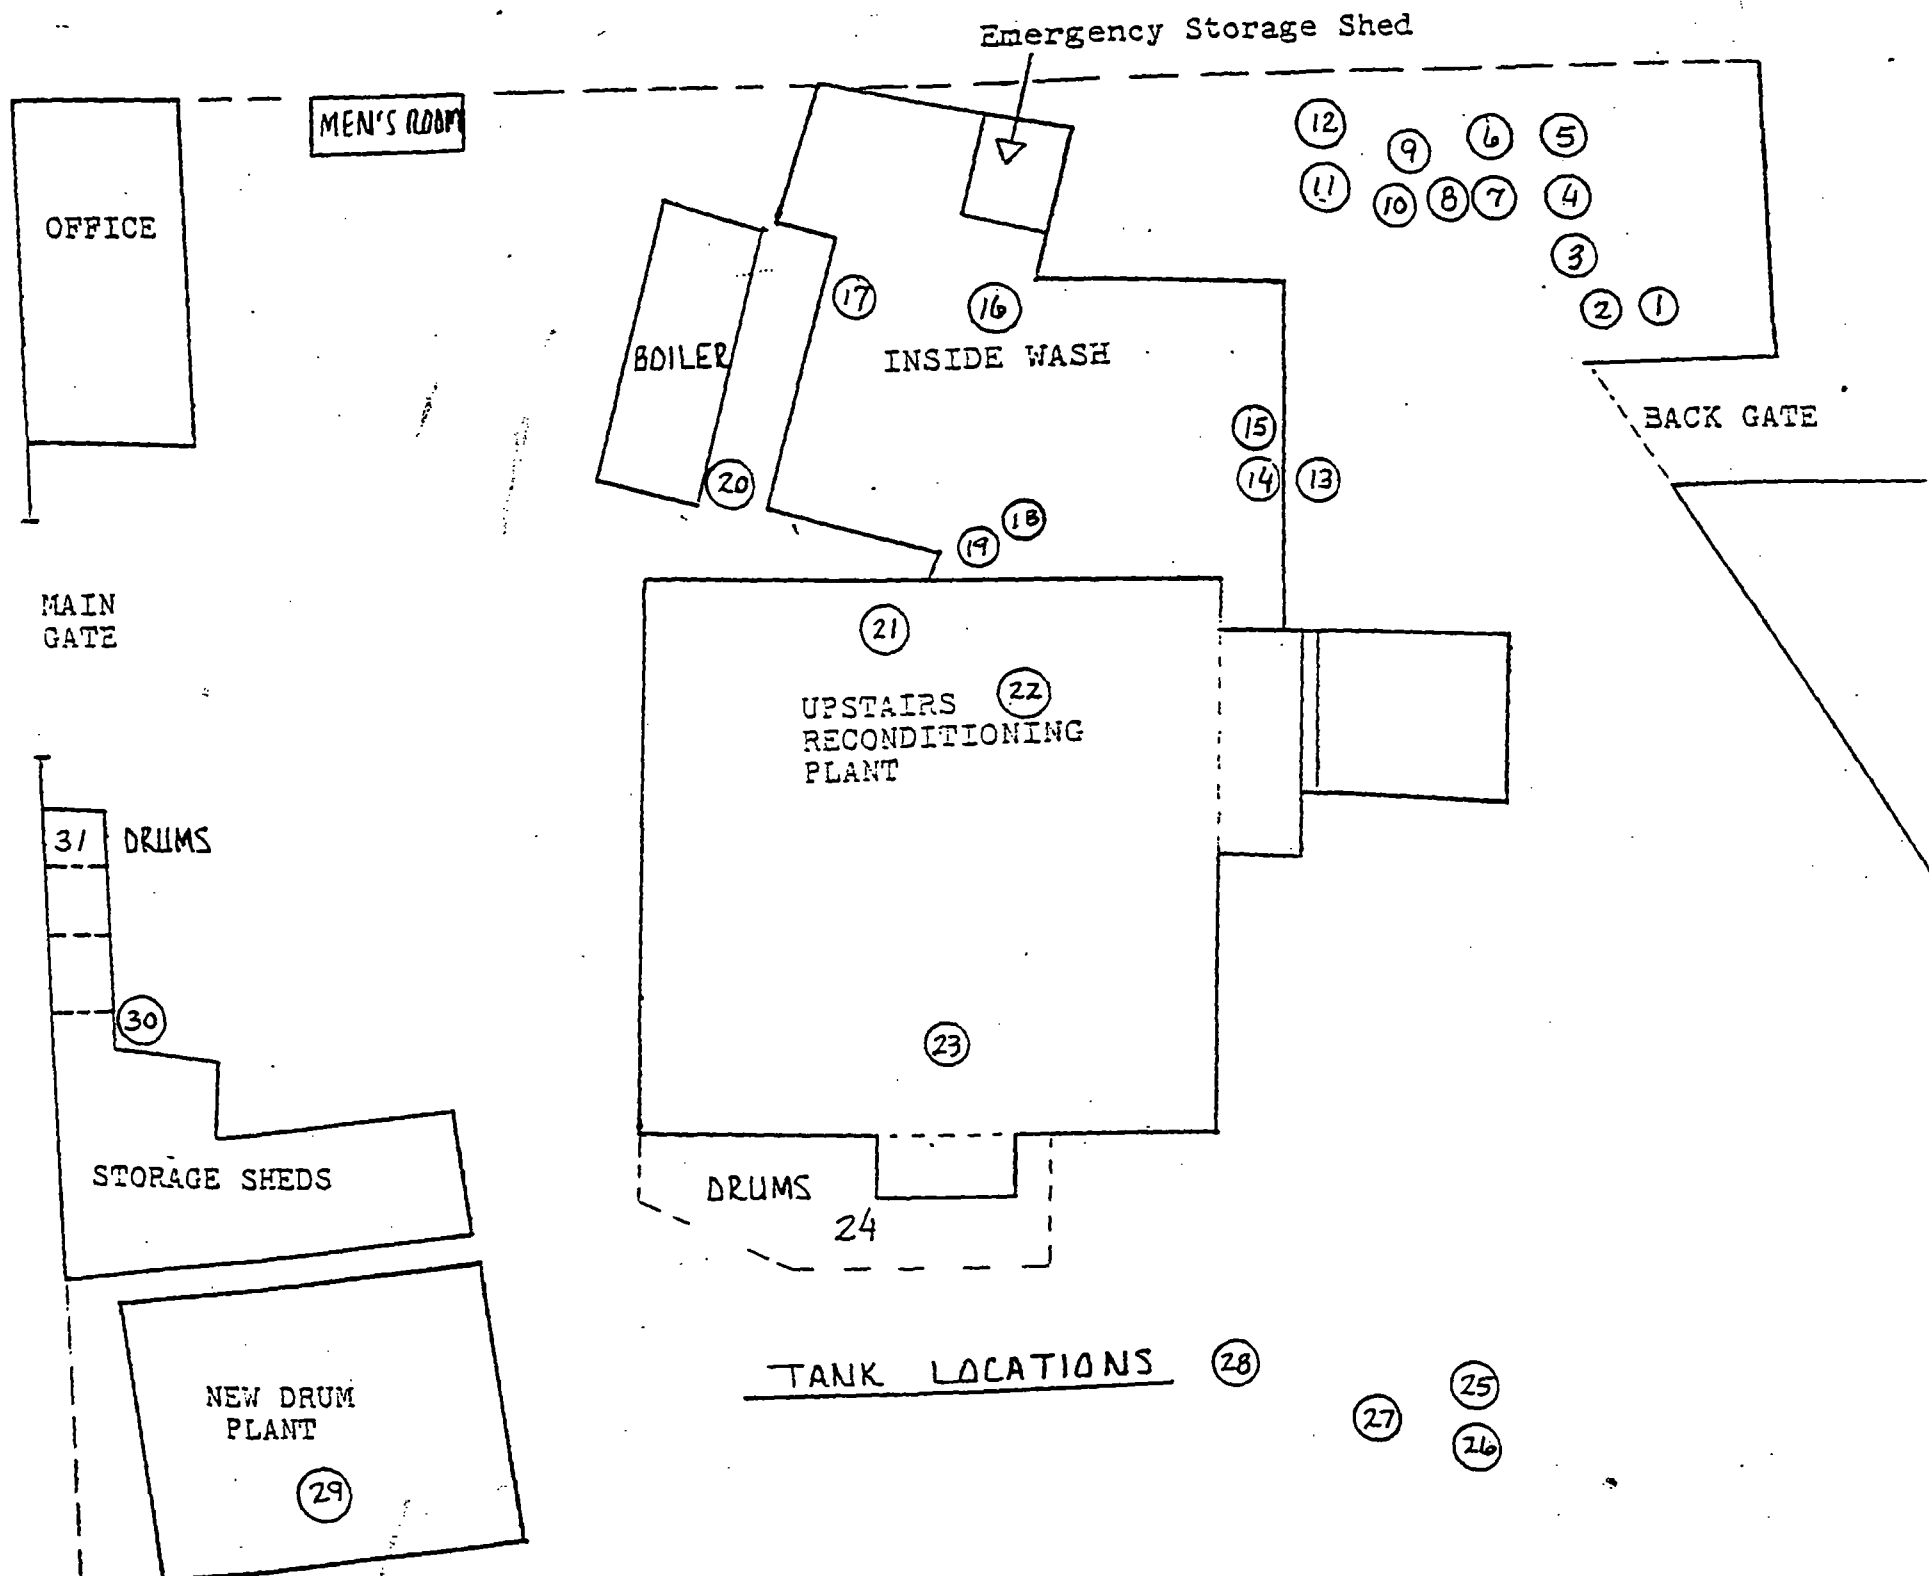 Emergency Storage Shed
MEN'S ROOM
12
9
6
5
11
10
8
7
4
OFFICE
3
17
16
2
1
BOILER
INSIDE WASH
BACK GATE
15
14
13
20
18
19
MAIN
GATE
21
22
UPSTAIRS
RECONDITIONING
PLANT
31 DRUMS
30
23
STORAGE SHEDS
DRUMS
24
TANK LOCATIONS
28
25
27
26
NEW DRUM
PLANT
29